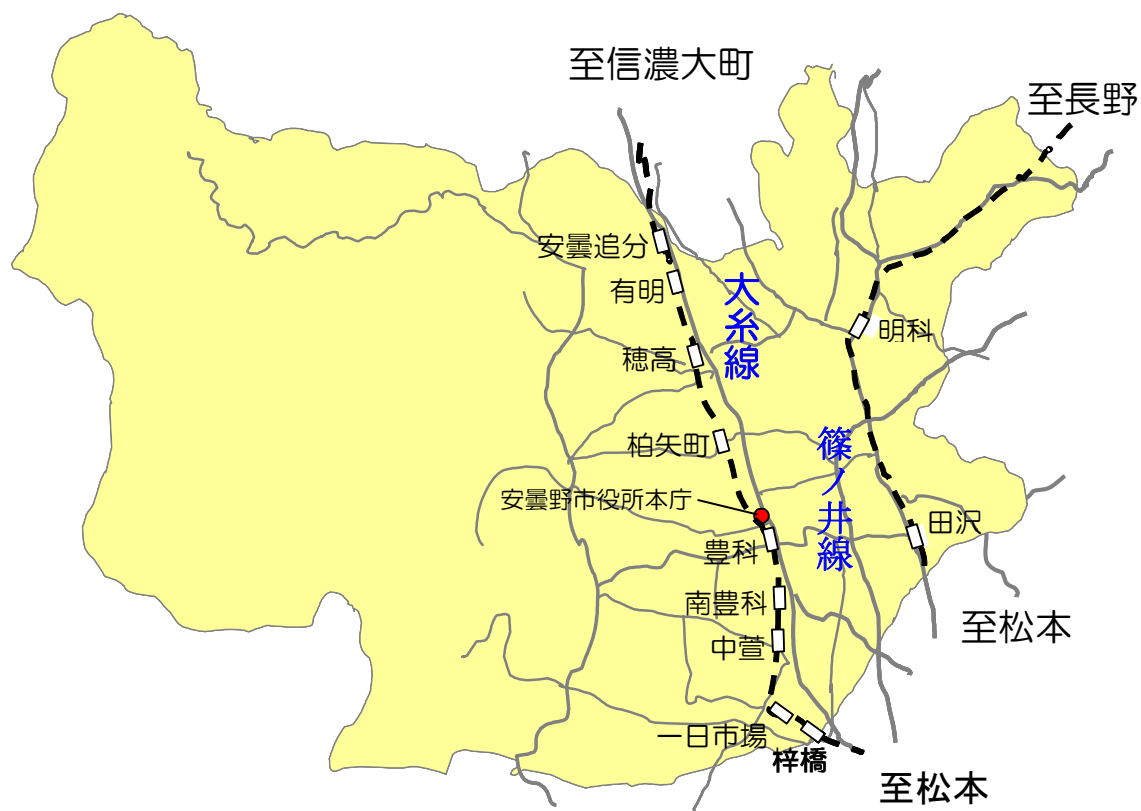 至信濃大町
至長野
安曇追分
有明
大糸線
明科
穂高
柏矢町
篠ノ井線
安曇野市役所本庁
田沢
豊科
南豊科
至松本
中萱
一日市場
梓橋
至松本